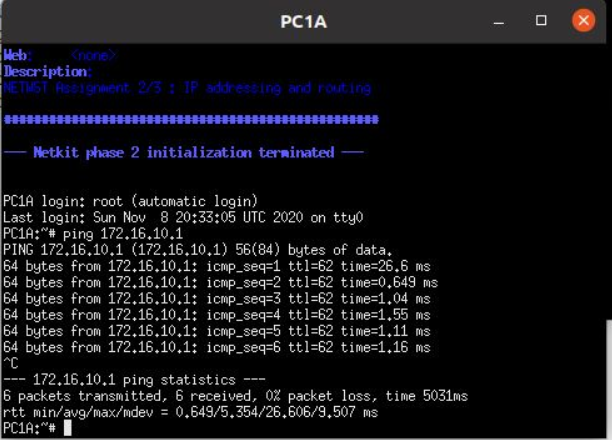 PC1A
Web: <none>
Description:
NETWST Assignment 2/3 : IP addressing and routing
##################################################
--- Netkit phase 2 initialization terminated ---
PC1A login: root (automatic login)
Last login: Sun Nov  8 20:33:05 UTC 2020 on tty0
PC1A:~# ping 172.16.10.1
PING 172.16.10.1 (172.16.10.1) 56(84) bytes of data.
64 bytes from 172.16.10.1: icmp_seq=1 ttl=62 time=26.6 ms
64 bytes from 172.16.10.1: icmp_seq=2 ttl=62 time=0.649 ms
64 bytes from 172.16.10.1: icmp_seq=3 ttl=62 time=1.04 ms
64 bytes from 172.16.10.1: icmp_seq=4 ttl=62 time=1.55 ms
64 bytes from 172.16.10.1: icmp_seq=5 ttl=62 time=1.11 ms
64 bytes from 172.16.10.1: icmp_seq=6 ttl=62 time=1.16 ms
^C
--- 172.16.10.1 ping statistics ---
6 packets transmitted, 6 received, 0% packet loss, time 5031ms
rtt min/avg/max/mdev = 0.649/5.354/26.606/9.507 ms
PC1A:~#